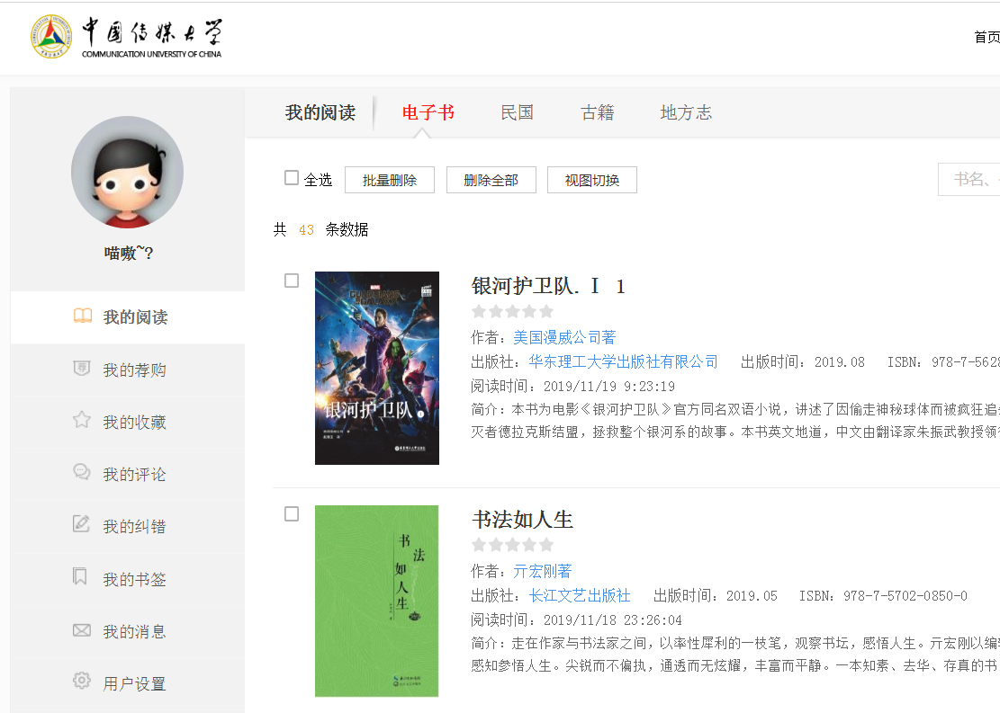 中国传媒大学
COMMUNICATION UNIVERSITY OF CHINA
首页
喵嗷~?
我的阅读
我的荐购
我的收藏
我的评论
我的纠错
我的书签
我的消息
用户设置
我的阅读 电子书 民国 古籍 地方志
全选 批量删除 删除全部 视图切换 书名、
共 43 条数据
MARVEL
GUARDIANS
GALAXY
银河护卫队
银河护卫队. Ⅰ 1
作者：美国漫威公司著
出版社：华东理工大学出版社有限公司 出版时间：2019.08 ISBN：978-7-5628
阅读时间：2019/11/19 9:23:19
简介：本书为电影《银河护卫队》官方同名双语小说，讲述了因偷走神秘球体而被疯狂追
灭者德拉克斯结盟，拯救整个银河系的故事。本书英文地道，中文由翻译家朱振武教授领
书法
如人生
书法如人生
作者：亓宏刚著
出版社：长江文艺出版社 出版时间：2019.05 ISBN：978-7-5702-0850-0
阅读时间：2019/11/18 23:26:04
简介：走在作家与书法家之间，以率性犀利的一枝笔，观察书坛，感悟人生。亓宏刚以编
感知参悟人生。尖锐而不偏执，通透而无炫耀，丰富而平静。一本知素、去华、存真的书